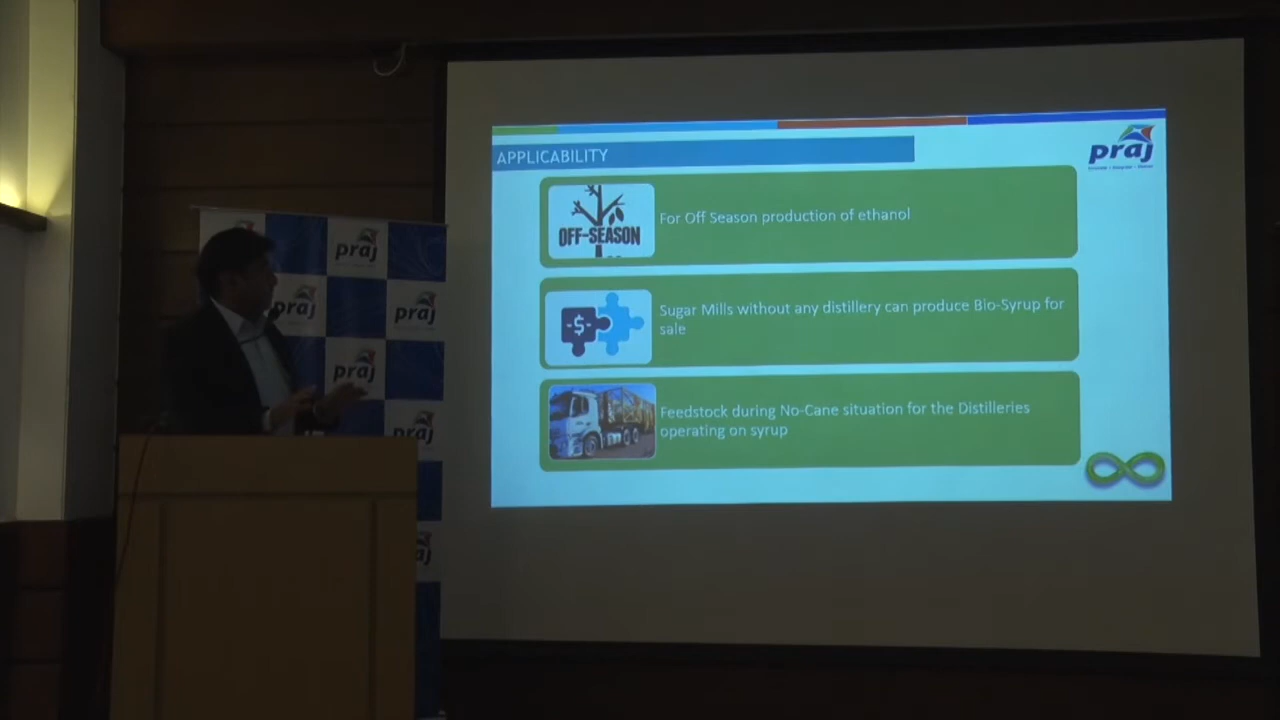 APPLICABILITY
praj
OFF-SEASON
For Off Season production of ethanol
-$-
Sugar Mills without any distillery can produce Bio-Syrup for
sale
Feedstock during No-Cane situation for the Distilleries
operating on syrup
praj
praj
praj
praj
praj